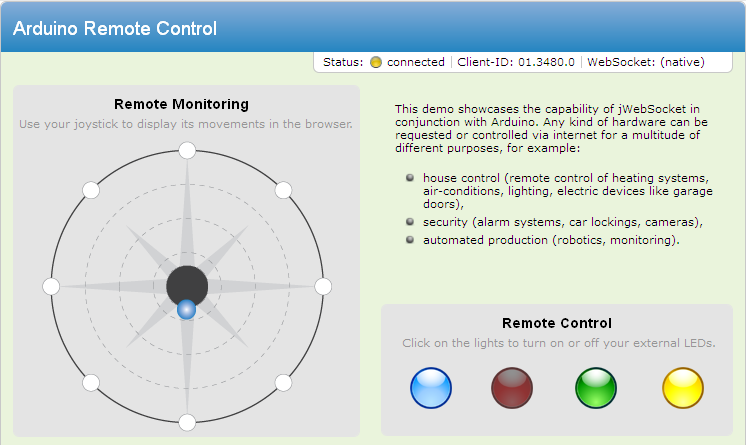 Arduino Remote Control
Status: connected Client-ID: 01.3480.0 WebSocket: (native)
Remote Monitoring
Use your joystick to display its movements in the browser.
This demo showcases the capability of jWebSocket in
conjunction with Arduino. Any kind of hardware can be
requested or controlled via internet for a multitude of
different purposes, for example:
house control (remote control of heating systems,
air-conditions, lighting, electric devices like garage
doors),
security (alarm systems, car lockings, cameras),
automated production (robotics, monitoring).
Remote Control
Click on the lights to turn on or off your external LEDs.